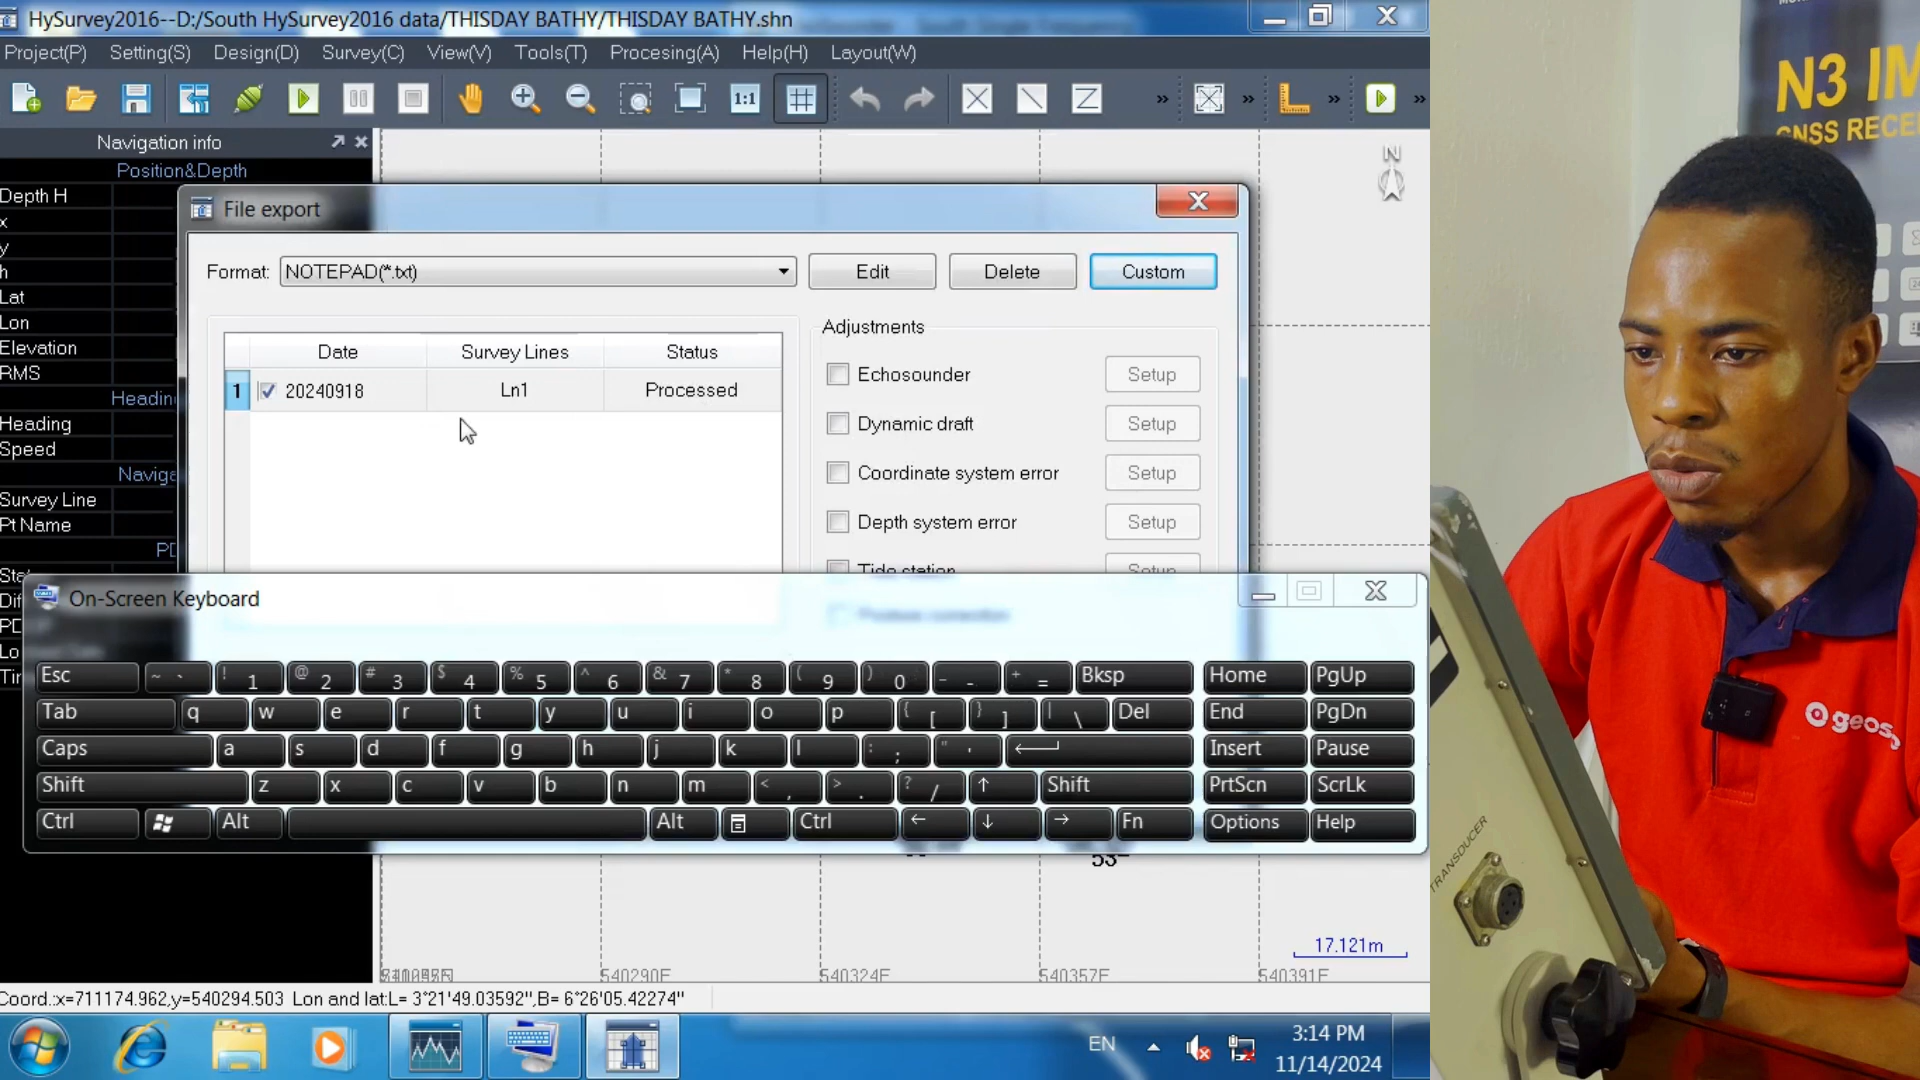 HySurvey2016--D:/South HySurvey2016 data/THISDAY BATHY/THISDAY BATHY.shn
Project(P) Setting(S) Design(D) Survey(C) View(V) Tools(T) Procesing(A) Help(H) Layout(W)
1:1
Navigation info
Position&Depth
Depth H
x
y
h
Lat
Lon
Elevation
RMS
Heading
Speed
Survey Line
Pt Name
File export
Format: NOTEPAD(*.txt) Edit Delete Custom
Date Survey Lines Status
1 20240918 Ln1 Processed
Adjustments
Echosounder Setup
Dynamic draft Setup
Coordinate system error Setup
Depth system error Setup
Tide station Setup
N
On-Screen Keyboard
Esc ~ ` ! 1 @ 2 # 3 $ 4 % 5 ^ 6 & 7 * 8 ( 9 ) 0 _ - + = Bksp Home PgUp
Tab q w e r t y u i o p { [ } ] | \ Del End PgDn
Caps a s d f g h j k l : ; " ' Insert Pause
Shift z x c v b n m < , > . ? / ↑ Shift PrtScn ScrLk
Ctrl Alt Alt Ctrl ← ↓ → Fn Options Help
53
17.121m
540290E 540324E 540357E 540391E
Coord.:x=711174.962,y=540294.503 Lon and lat:L= 3°21'49.03592",B= 6°26'05.42274"
EN
3:14 PM
11/14/2024
N3 IM
GNSS RECE
geos
TRANSDUCER